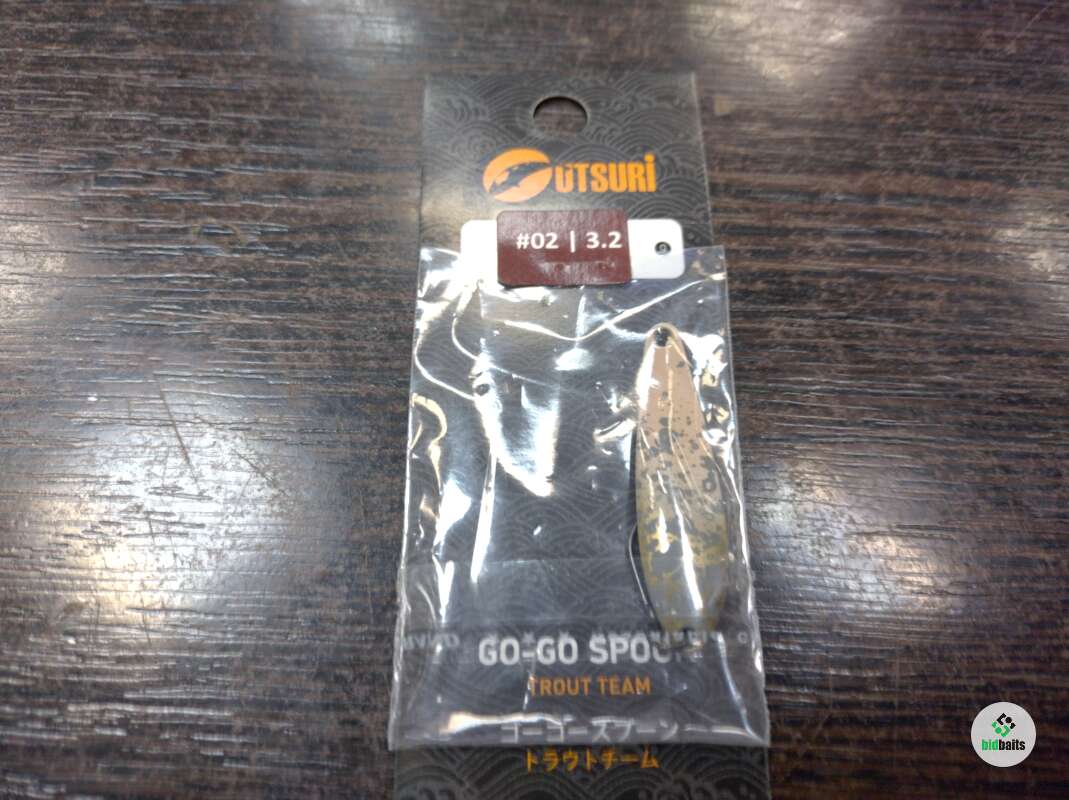 UTSURi
#02 | 3.2
g
GO-GO SPOON
TROUT TEAM
ゴーゴースプーン
トラウトチーム
bidbaits